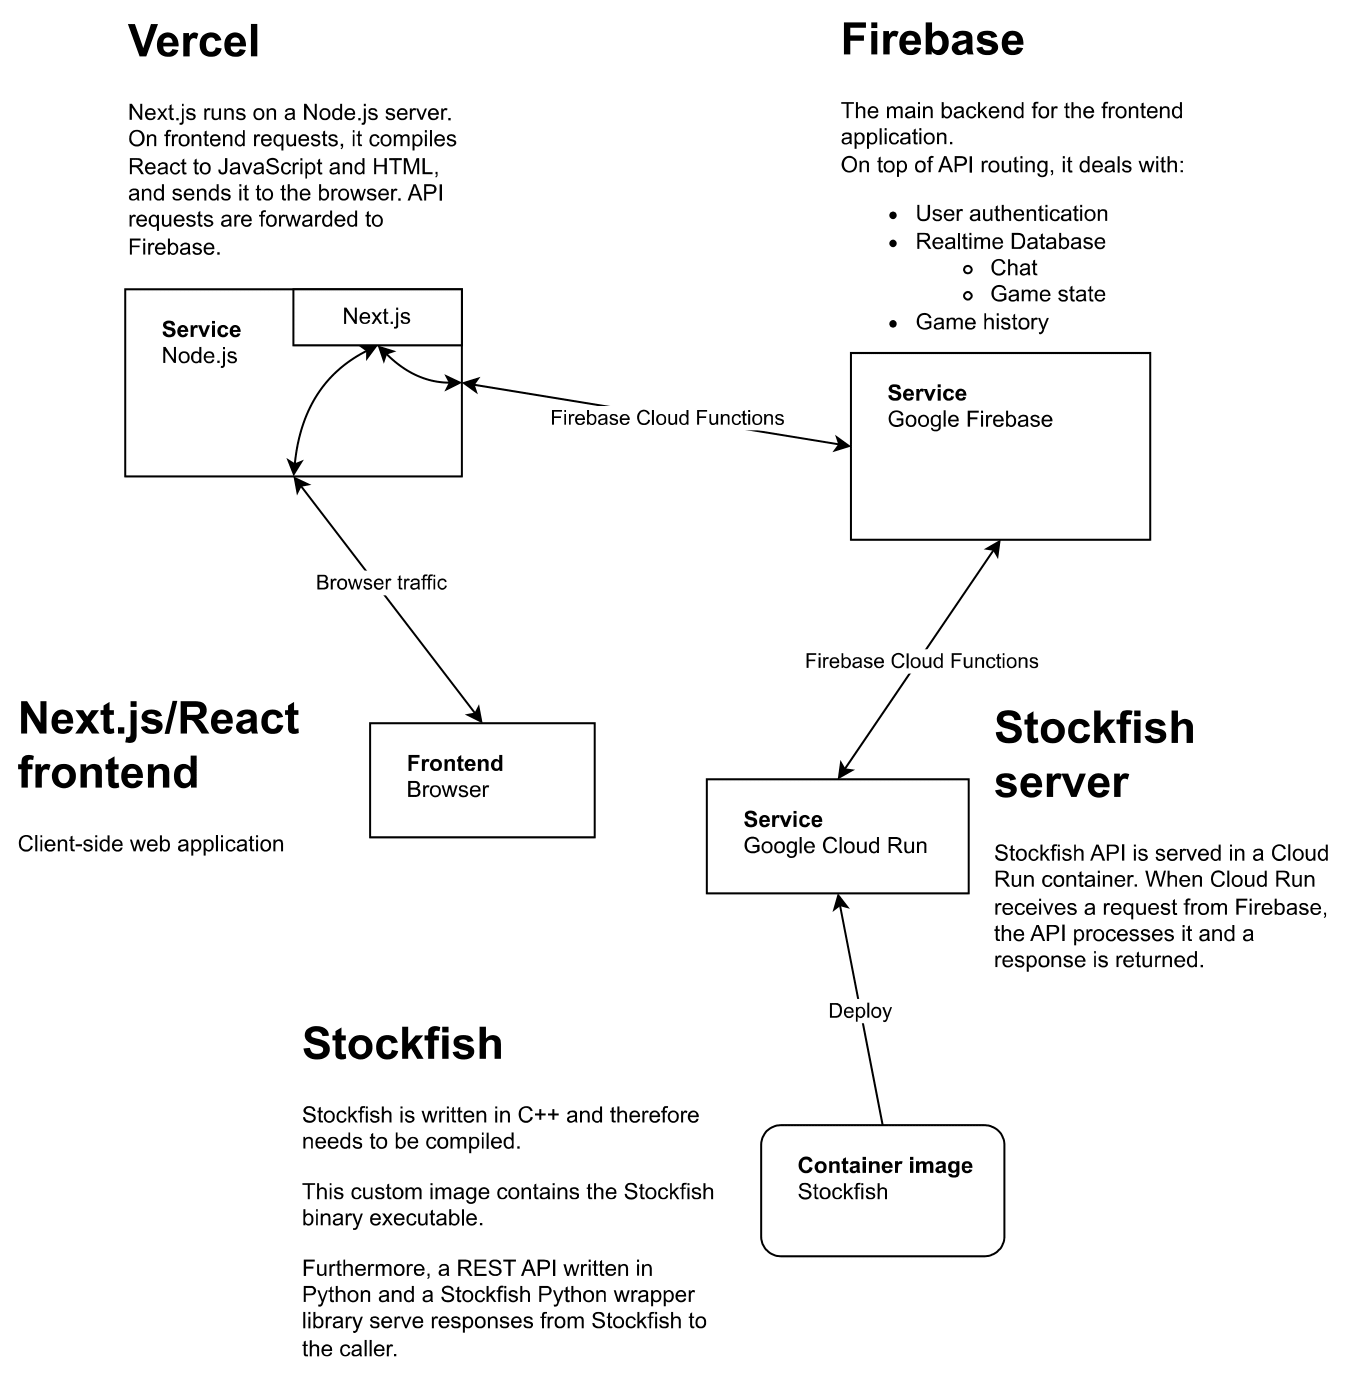 Vercel
Next.js runs on a Node.js server.
On frontend requests, it compiles
React to JavaScript and HTML,
and sends it to the browser. API
requests are forwarded to
Firebase.
Firebase
The main backend for the frontend
application.
On top of API routing, it deals with:
User authentication
Realtime Database
Chat
Game state
Game history
Next.js
Service
Node.js
Service
Google Firebase
Firebase Cloud Functions
Browser traffic
Firebase Cloud Functions
Next.js/React
frontend
Client-side web application
Frontend
Browser
Service
Google Cloud Run
Stockfish
server
Stockfish API is served in a Cloud
Run container. When Cloud Run
receives a request from Firebase,
the API processes it and a
response is returned.
Deploy
Stockfish
Stockfish is written in C++ and therefore
needs to be compiled.
This custom image contains the Stockfish
binary executable.
Furthermore, a REST API written in
Python and a Stockfish Python wrapper
library serve responses from Stockfish to
the caller.
Container image
Stockfish